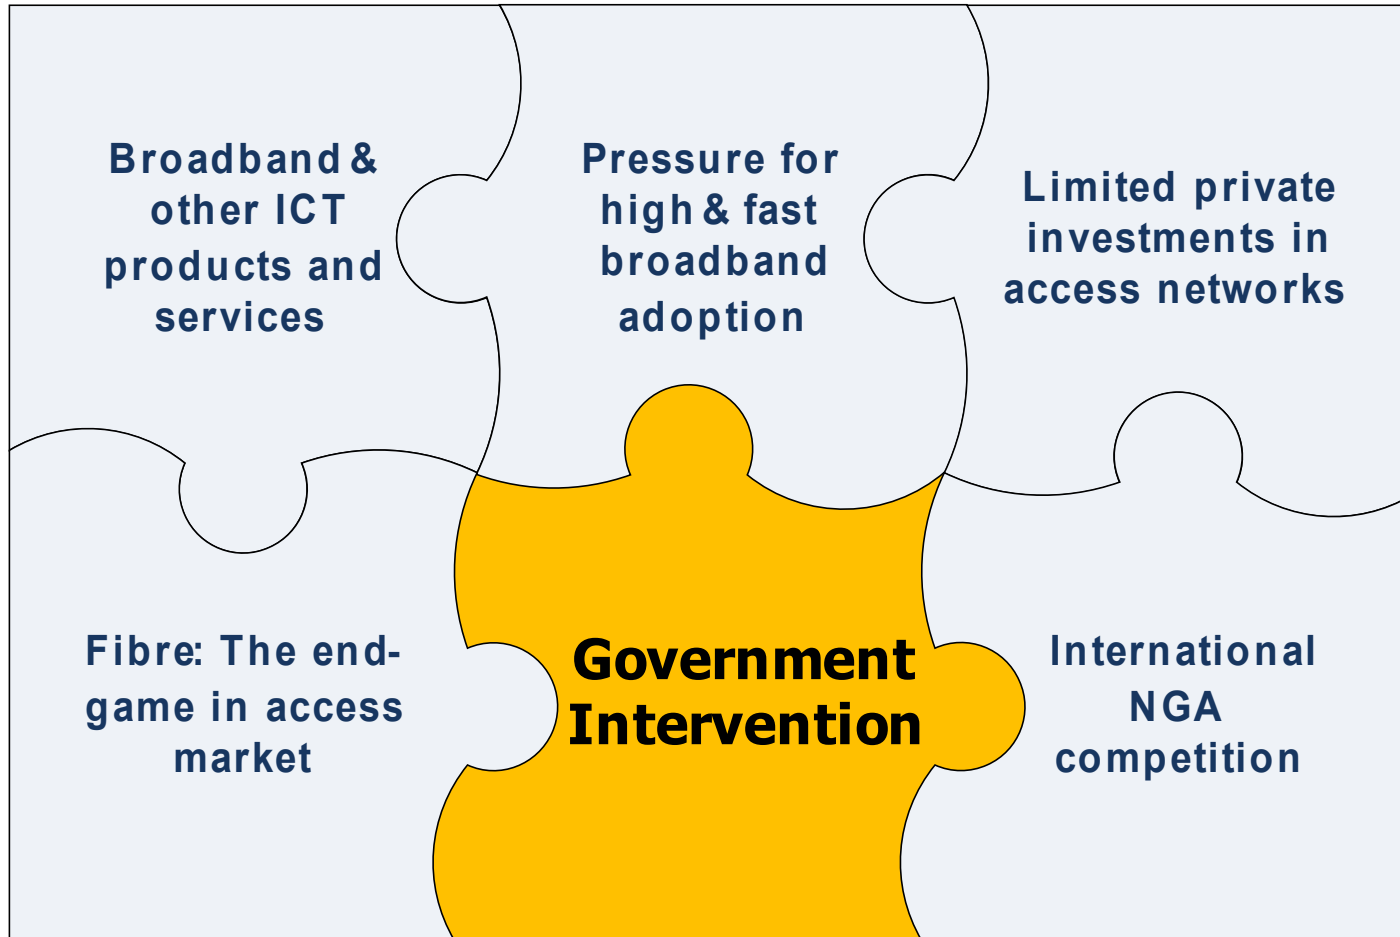 Broadband &
other ICT
products and
services
Pressure for
high & fast
broadband
adoption
Limited private
investments in
access networks
Fibre: The end-
game in access
market
Government
Intervention
International
NGA
competition